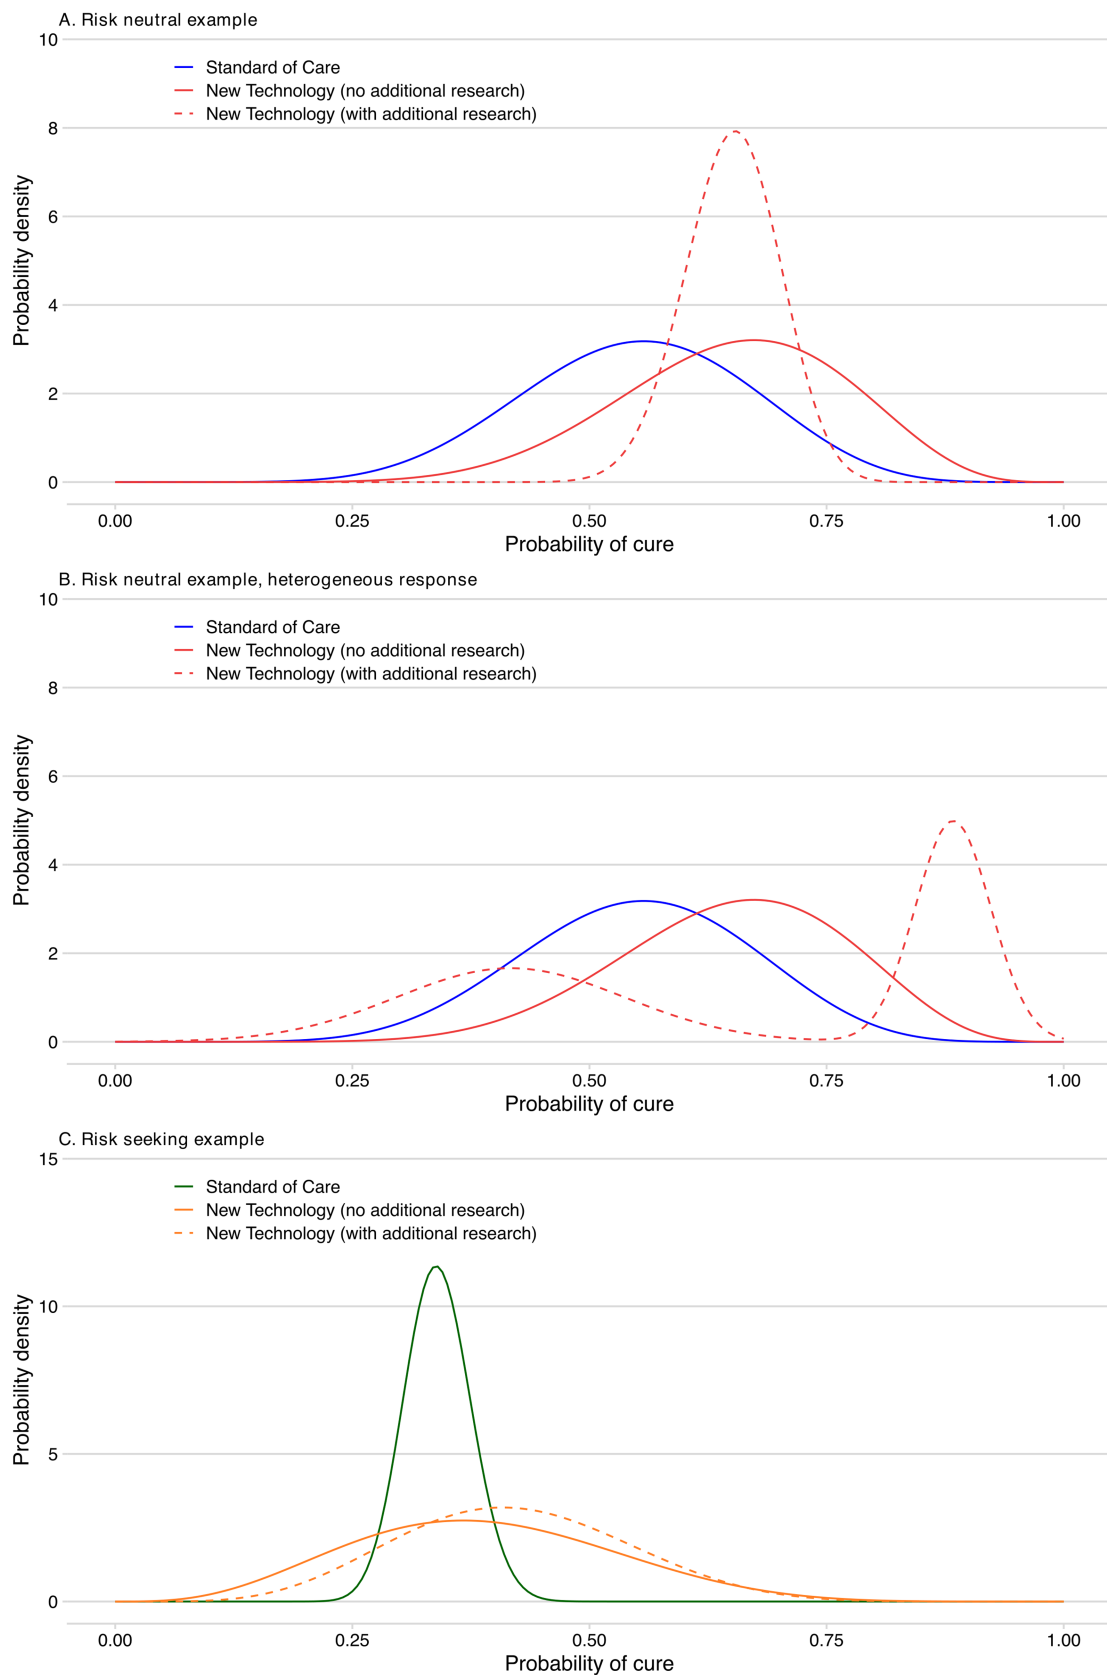 A. Risk neutral example
10
Standard of Care
New Technology (no additional research)
New Technology (with additional research)
8
6
4
2
0
Probability density
0.00 0.25 0.50 0.75 1.00
Probability of cure
B. Risk neutral example, heterogeneous response
10
Standard of Care
New Technology (no additional research)
New Technology (with additional research)
8
6
4
2
0
Probability density
0.00 0.25 0.50 0.75 1.00
Probability of cure
C. Risk seeking example
15
Standard of Care
New Technology (no additional research)
New Technology (with additional research)
10
5
0
Probability density
0.00 0.25 0.50 0.75 1.00
Probability of cure